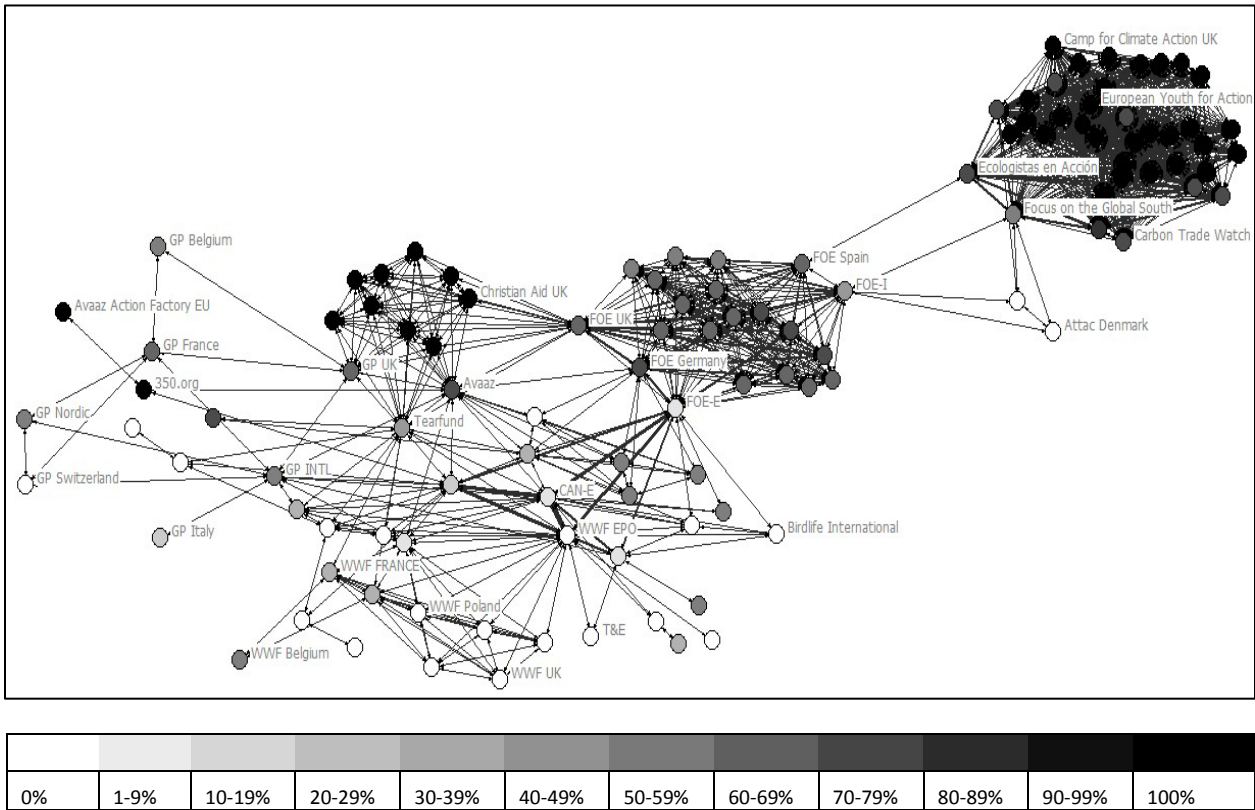 Camp for Climate Action UK
European Youth for Action
Ecologistas en Acción
Focus on the Global South
Carbon Trade Watch
GP Belgium
FOE Spain
FOE-I
Avaaz Action Factory EU
Christian Aid UK
FOE UK
Attac Denmark
GP France
FOE Germany
GP UK
350.org
Avaaz
FOE-E
GP Nordic
Tearfund
GP INTL
GP Switzerland
CAN-E
WWF EPO
Birdlife International
GP Italy
WWF FRANCE
WWF Poland
T&E
WWF Belgium
WWF UK
0% 1-9% 10-19% 20-29% 30-39% 40-49% 50-59% 60-69% 70-79% 80-89% 90-99% 100%